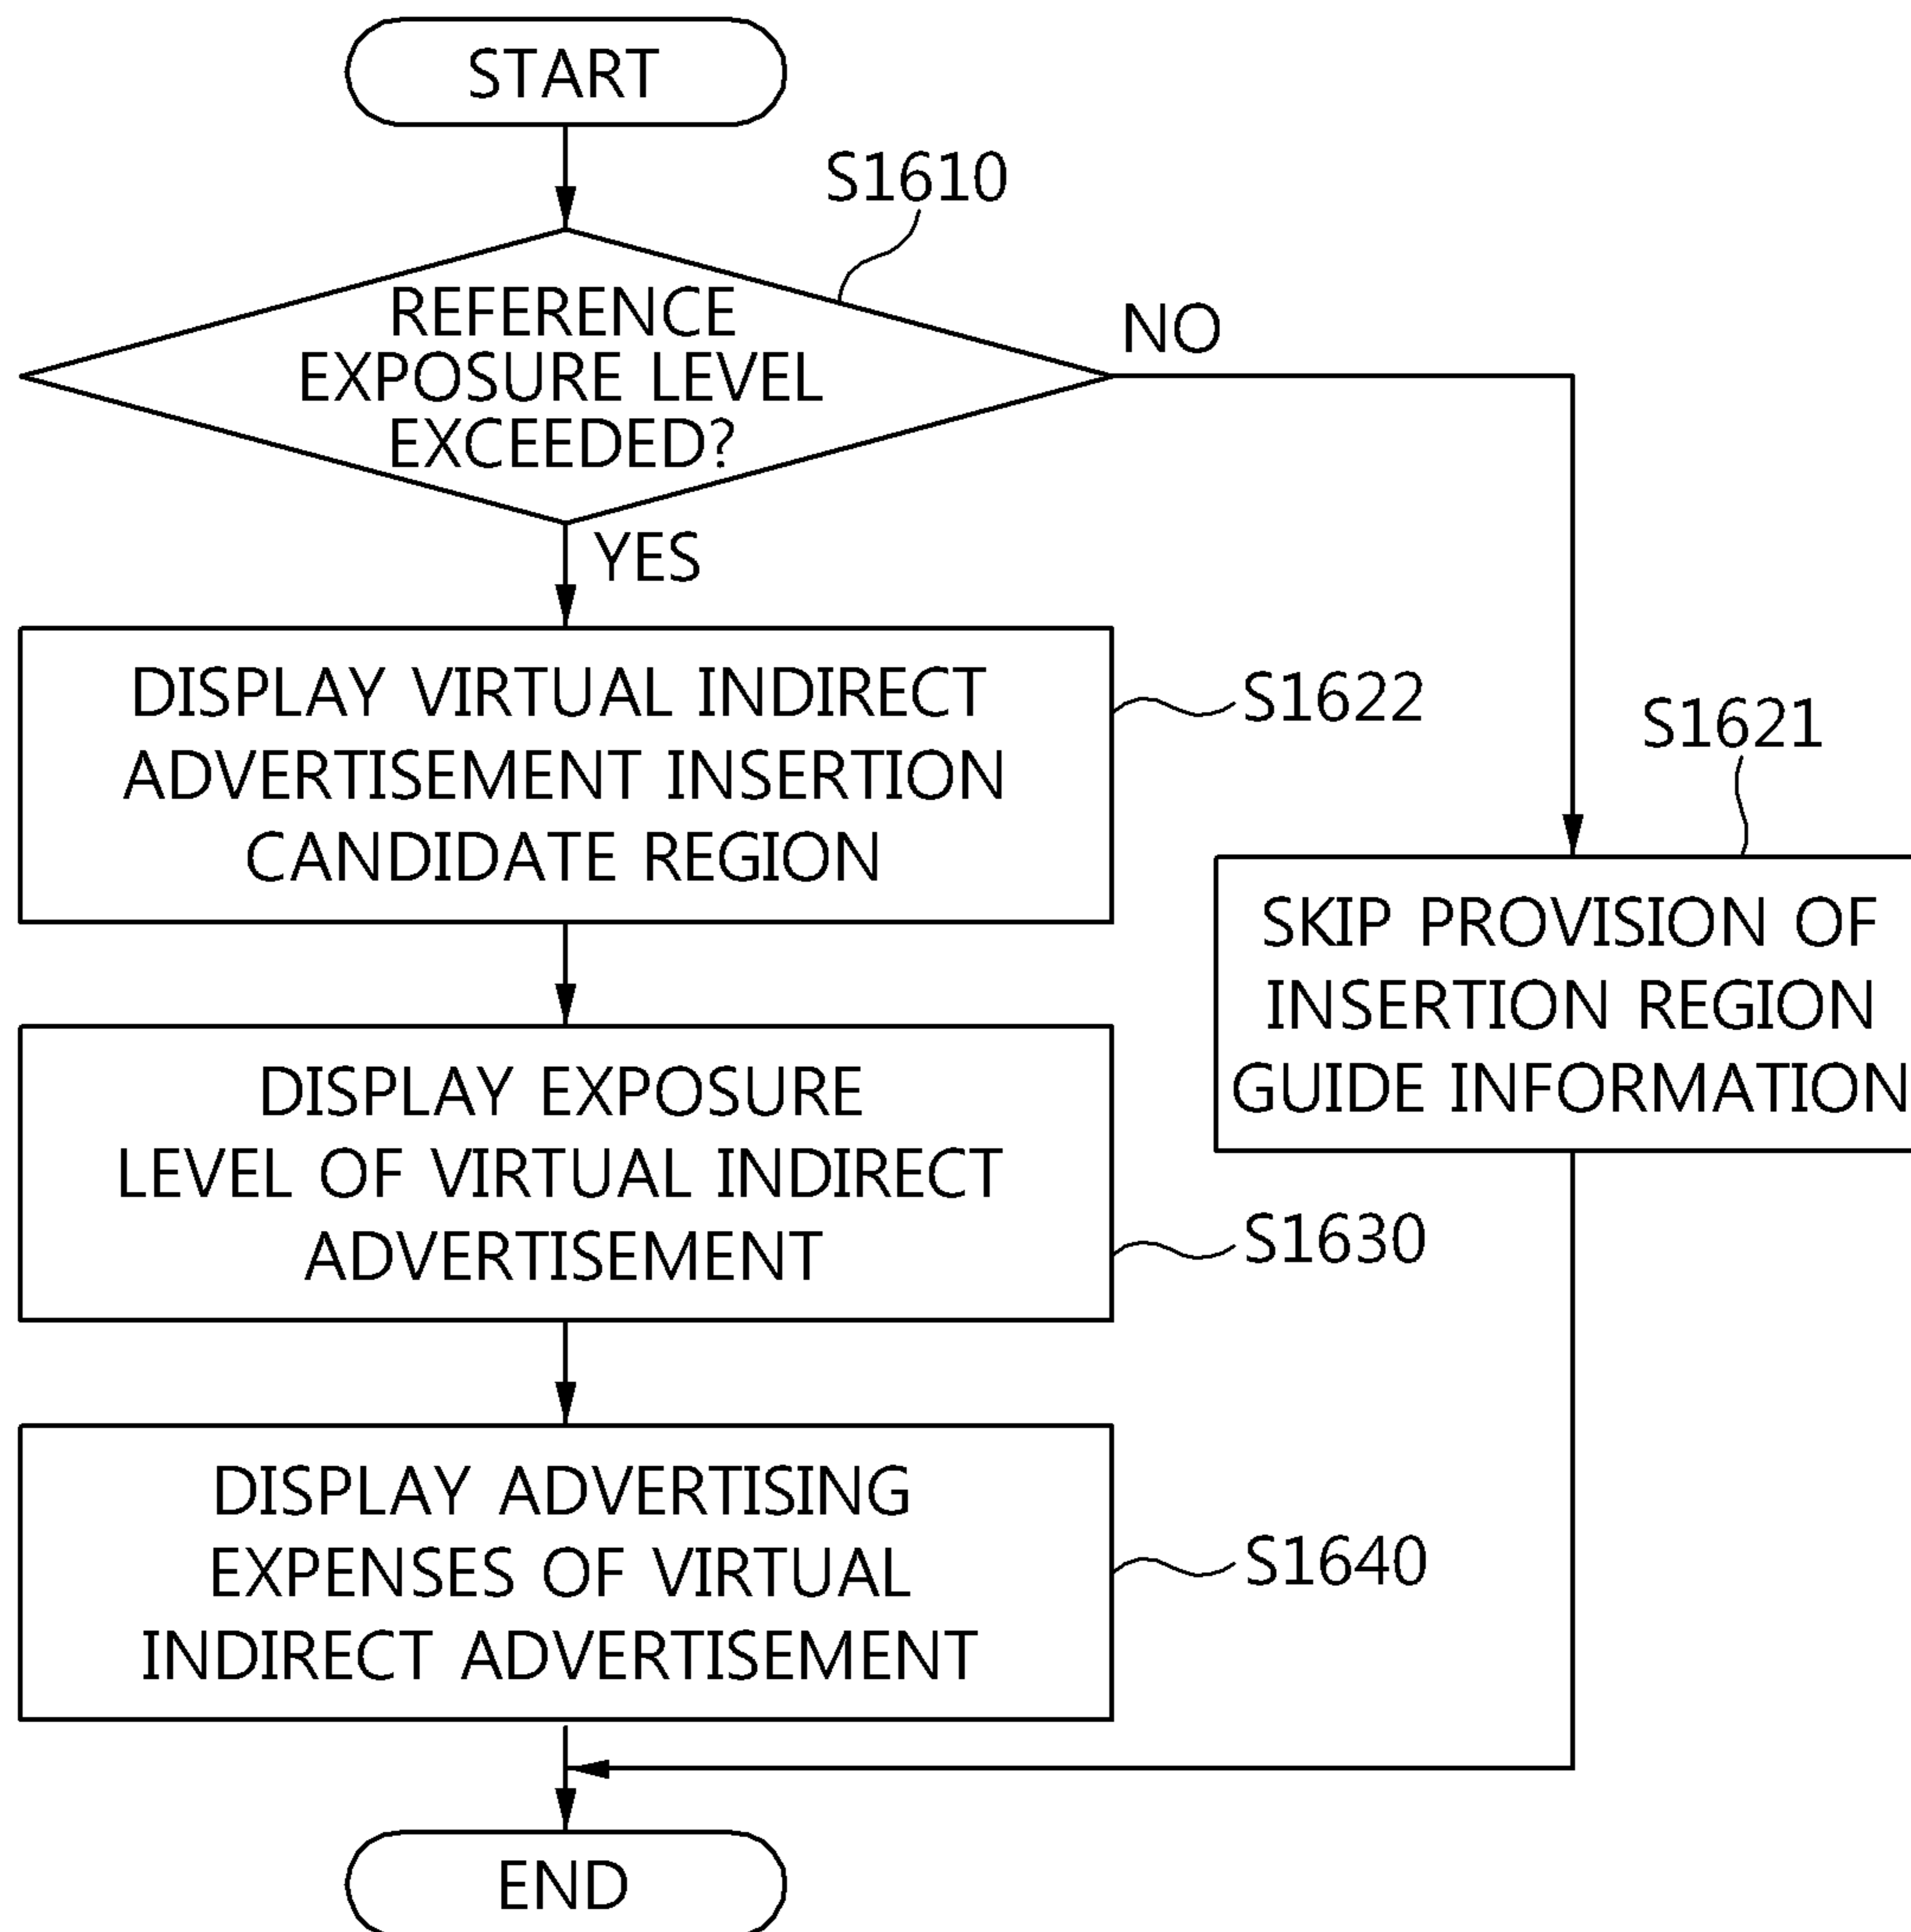 START
S1610
REFERENCE
EXPOSURE LEVEL
EXCEEDED?
NO
YES
DISPLAY VIRTUAL INDIRECT
ADVERTISEMENT INSERTION
CANDIDATE REGION
S1622
S1621
SKIP PROVISION OF
INSERTION REGION
GUIDE INFORMATION
DISPLAY EXPOSURE
LEVEL OF VIRTUAL INDIRECT
ADVERTISEMENT
S1630
DISPLAY ADVERTISING
EXPENSES OF VIRTUAL
INDIRECT ADVERTISEMENT
S1640
END